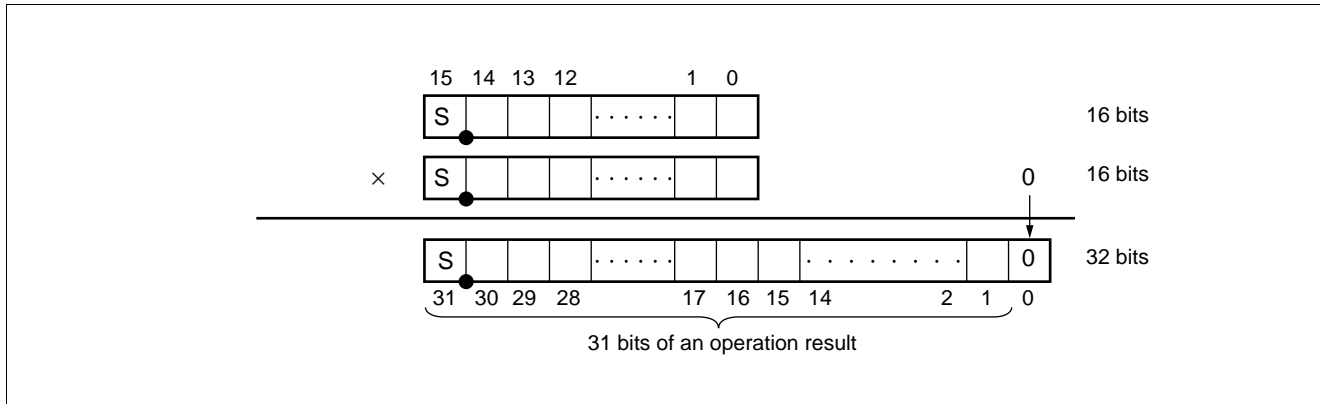 15 14 13 12 1 0
S ······ 16 bits
× S ······ 0 16 bits
S ······ ········ 0 32 bits
31 30 29 28 17 16 15 14 2 1 0
31 bits of an operation result